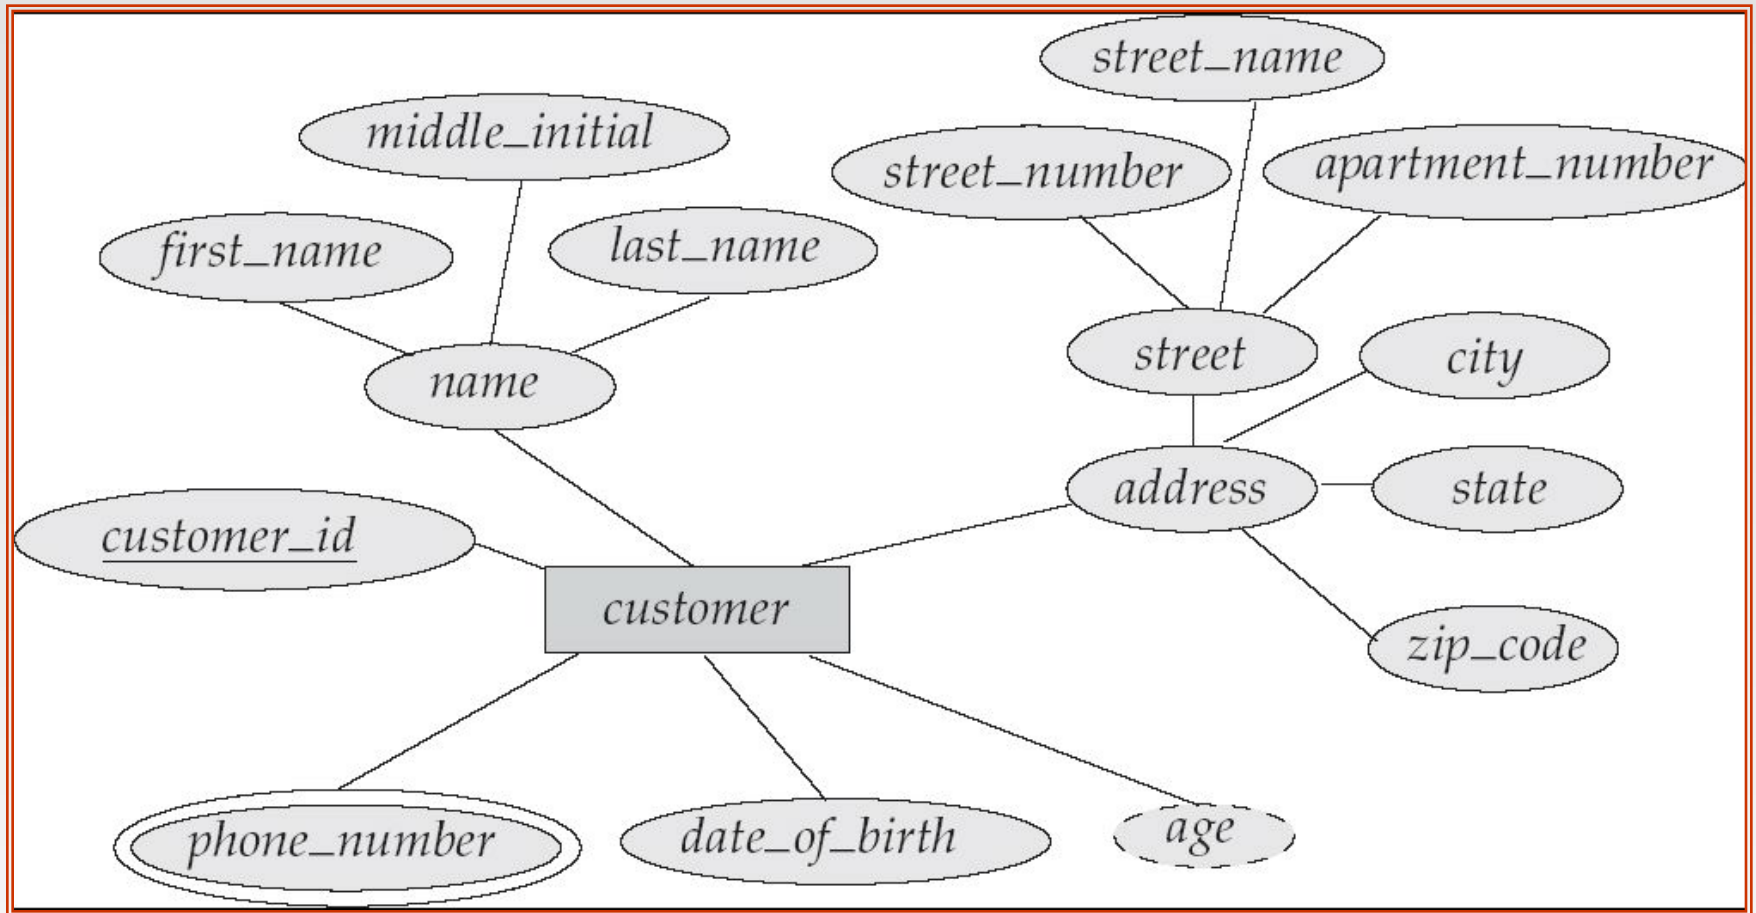 street_name
middle_initial
street_number
apartment_number
first_name
last_name
street
city
name
address
state
customer_id
customer
zip_code
phone_number
date_of_birth
age